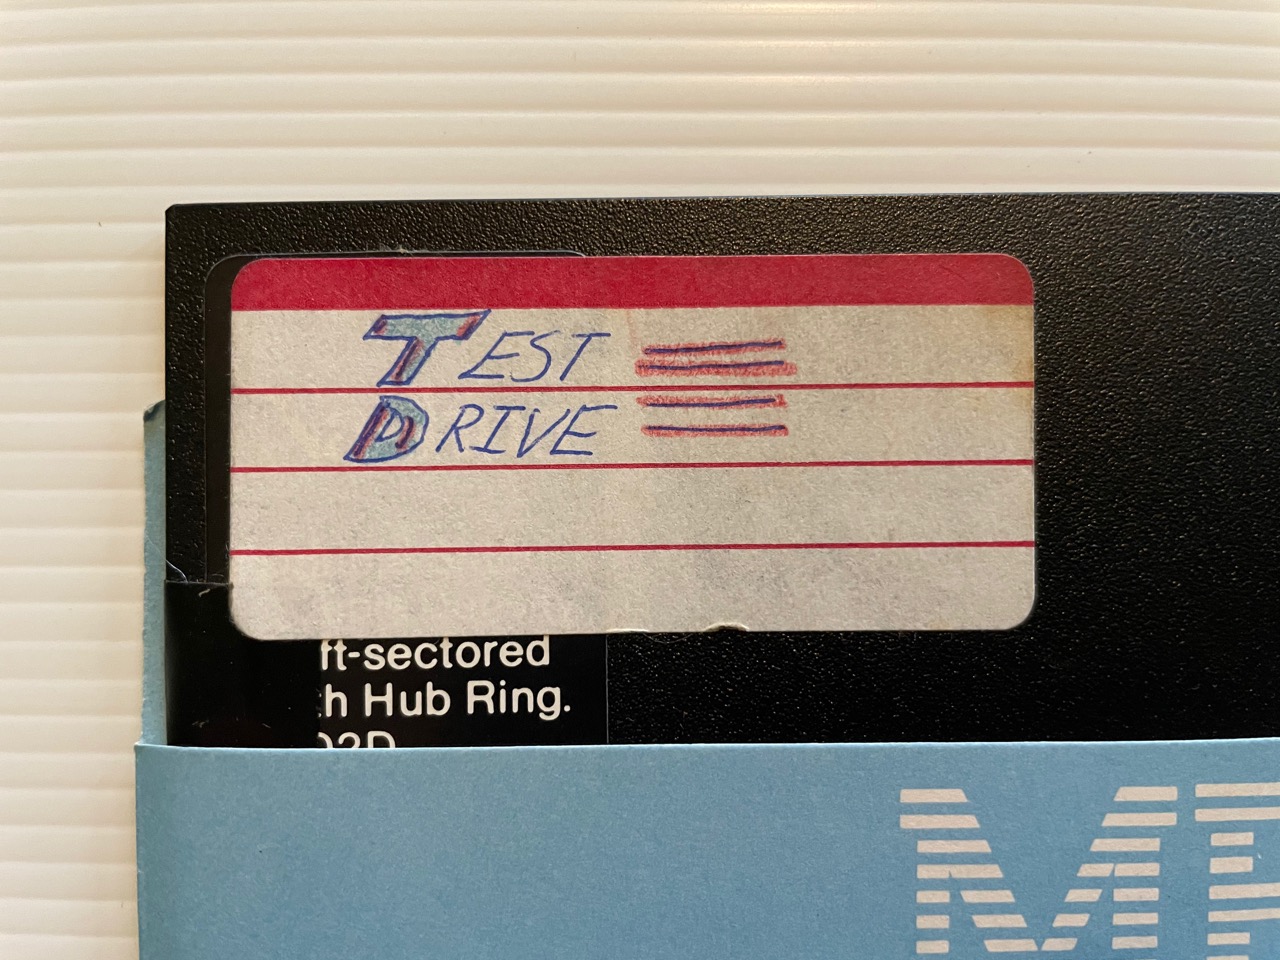 TEST
DRIVE
ft-sectored
h Hub Ring.